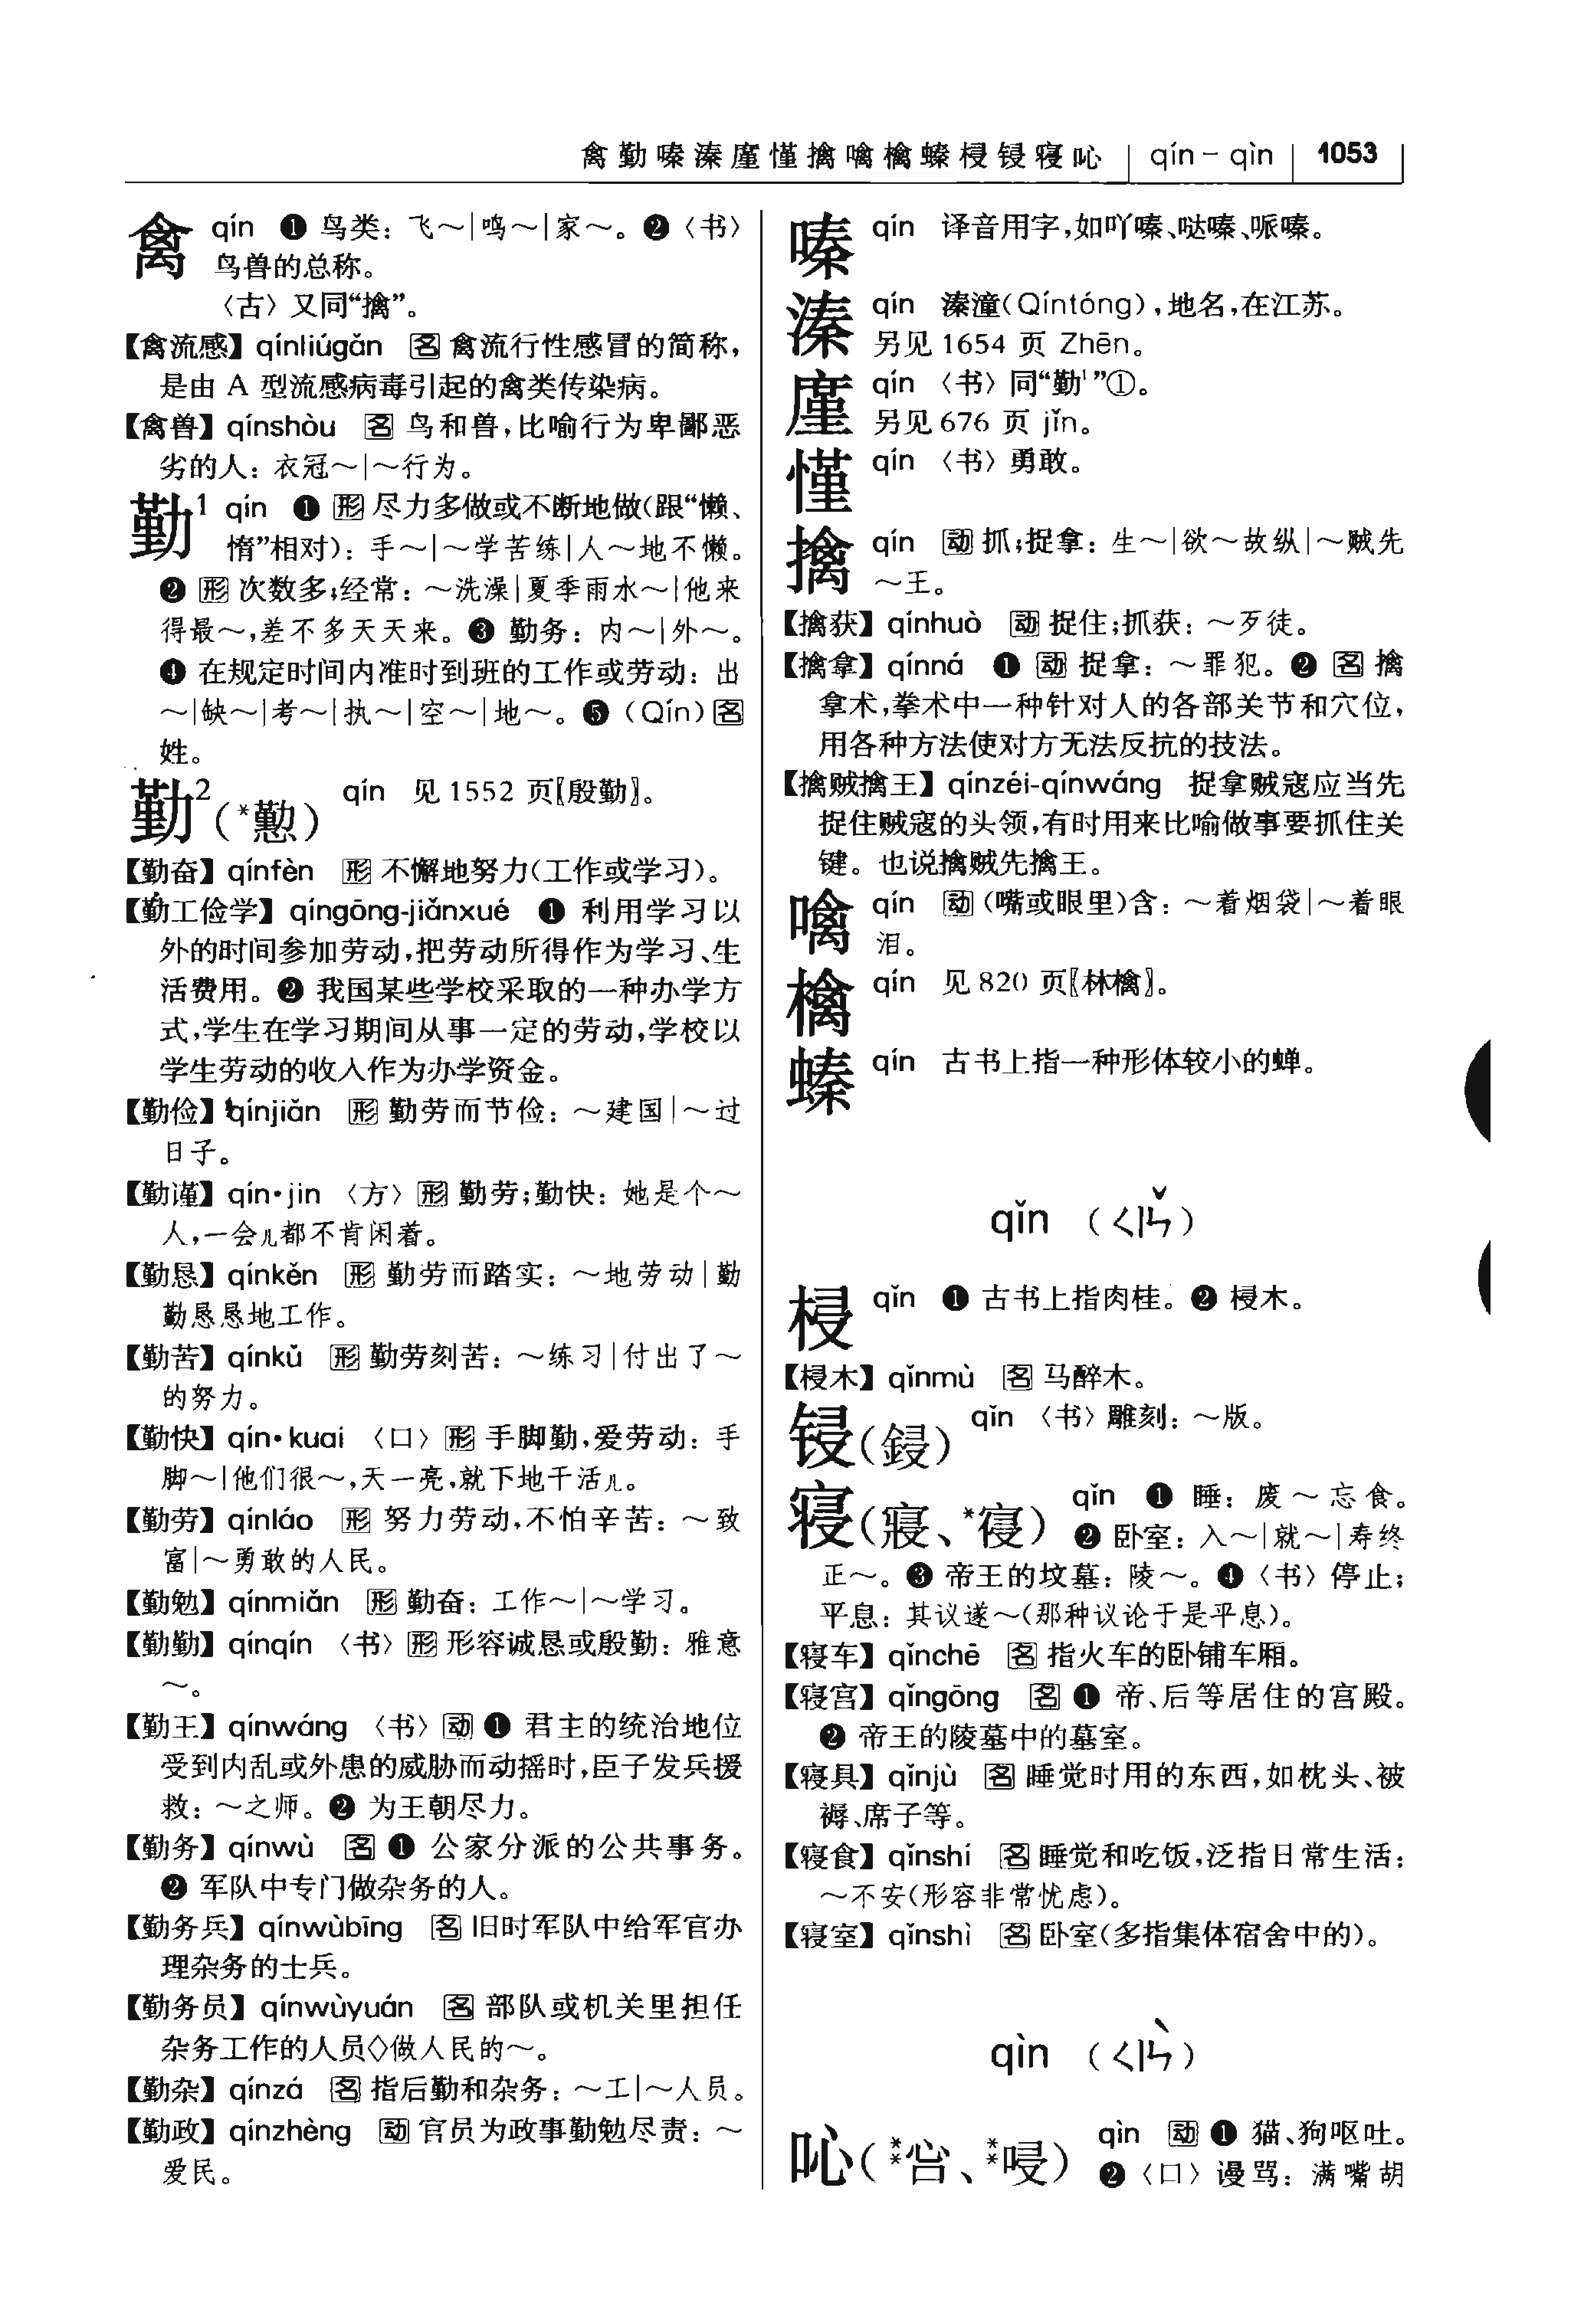 禽勤嗪溱廑慬擒噙檎螓梫锓寝吣 qín－qìn 1053
禽 qín ❶ 鸟类：飞～|鸣～|家～。❷〈书〉
鸟兽的总称。
〈古〉又同“擒”。
【禽流感】qínliúgǎn 名 禽流行性感冒的简称，
是由 A 型流感病毒引起的禽类传染病。
【禽兽】qínshòu 名 鸟和兽，比喻行为卑鄙恶
劣的人：衣冠～|～行为。
勤1 qín ❶ 形 尽力多做或不断地做（跟“懒、
惰”相对）：手～|～学苦练|人～地不懒。
❷ 形 次数多；经常：～洗澡|夏季雨水～|他来
得最～，差不多天天来。❸ 勤务：内～|外～。
❹ 在规定时间内准时到班的工作或劳动：出
～|缺～|考～|执～|空～|地～。❺（Qín）名
姓。
勤2（*懃） qín 见 1552 页〖殷勤〗。
【勤奋】qínfèn 形 不懈地努力（工作或学习）。
【勤工俭学】qíngōng-jiǎnxué ❶ 利用学习以
外的时间参加劳动，把劳动所得作为学习、生
活费用。❷ 我国某些学校采取的一种办学方
式，学生在学习期间从事一定的劳动，学校以
学生劳动的收入作为办学资金。
【勤俭】qínjiǎn 形 勤劳而节俭：～建国|～过
日子。
【勤谨】qín·jin〈方〉形 勤劳；勤快：她是个～
人，一会儿都不肯闲着。
【勤恳】qínkěn 形 勤劳而踏实：～地劳动|勤
勤恳恳地工作。
【勤苦】qínkǔ 形 勤劳刻苦：～练习|付出了～
的努力。
【勤快】qín·kuai〈口〉形 手脚勤，爱劳动：手
脚～|他们很～，天一亮，就下地干活儿。
【勤劳】qínláo 形 努力劳动，不怕辛苦：～致
富|～勇敢的人民。
【勤勉】qínmiǎn 形 勤奋：工作～|～学习。
【勤勤】qínqín〈书〉形 形容诚恳或殷勤：雅意
～。
【勤王】qínwáng〈书〉动 ❶ 君主的统治地位
受到内乱或外患的威胁而动摇时，臣子发兵援
救：～之师。❷ 为王朝尽力。
【勤务】qínwù 名 ❶ 公家分派的公共事务。
❷ 军队中专门做杂务的人。
【勤务兵】qínwùbīng 名 旧时军队中给军官办
理杂务的士兵。
【勤务员】qínwùyuán 名 部队或机关里担任
杂务工作的人员◇做人民的～。
【勤杂】qínzá 名 指后勤和杂务：～工|～人员。
【勤政】qínzhèng 动 官员为政事勤勉尽责：～
爱民。
嗪 qín 译音用字，如吖嗪、哒嗪、哌嗪。
溱 qín 溱潼（Qíntóng），地名，在江苏。
另见 1654 页 Zhēn。
廑 qín〈书〉同“勤1”①。
另见 676 页 jǐn。
慬 qín〈书〉勇敢。
擒 qín 动 抓；捉拿：生～|欲～故纵|～贼先
～王。
【擒获】qínhuò 动 捉住；抓获：～歹徒。
【擒拿】qínná ❶ 动 捉拿：～罪犯。❷ 名 擒
拿术，拳术中一种针对人的各部关节和穴位，
用各种方法使对方无法反抗的技法。
【擒贼擒王】qínzéi-qínwáng 捉拿贼寇应当先
捉住贼寇的头领，有时用来比喻做事要抓住关
键。也说擒贼先擒王。
噙 qín 动（嘴或眼里）含：～着烟袋|～着眼
泪。
檎 qín 见 820 页〖林檎〗。
螓 qín 古书上指一种形体较小的蝉。
qǐn （ㄑㄧㄣˇ）
梫 qǐn ❶ 古书上指肉桂。❷ 梫木。
【梫木】qǐnmù 名 马醉木。
锓（鋟） qǐn〈书〉雕刻：～版。
寝（寢、*寑） qǐn ❶ 睡：废～忘食。
❷ 卧室：入～|就～|寿终
正～。❸ 帝王的坟墓：陵～。❹〈书〉停止；
平息：其议遂～（那种议论于是平息）。
【寝车】qǐnchē 名 指火车的卧铺车厢。
【寝宫】qǐngōng 名 ❶ 帝、后等居住的宫殿。
❷ 帝王的陵墓中的墓室。
【寝具】qǐnjù 名 睡觉时用的东西，如枕头、被
褥、席子等。
【寝食】qǐnshí 名 睡觉和吃饭，泛指日常生活：
～不安（形容非常忧虑）。
【寝室】qǐnshì 名 卧室（多指集体宿舍中的）。
qìn （ㄑㄧㄣˋ）
吣（**吢、**唚） qìn 动 ❶ 猫、狗呕吐。
❷〈口〉谩骂：满嘴胡